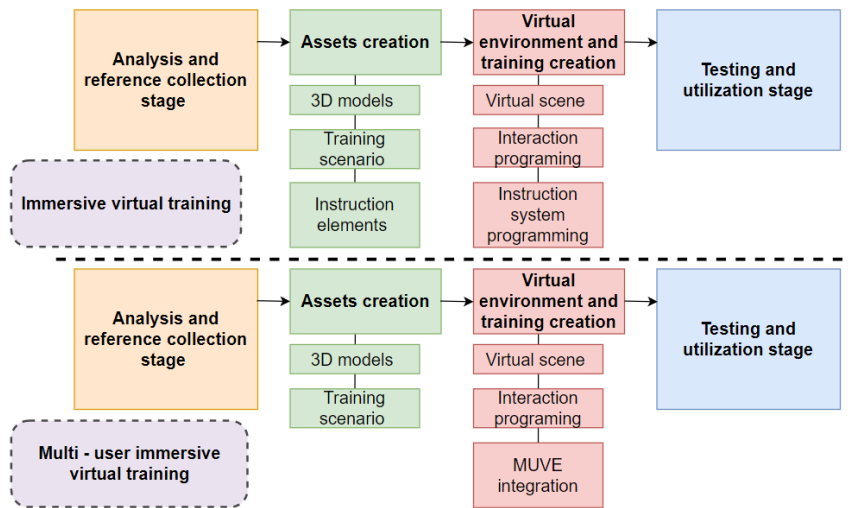 Analysis and
reference collection
stage
Assets creation
3D models
Training
scenario
Instruction
elements
Virtual
environment and
training creation
Virtual scene
Interaction
programing
Instruction
system
programming
Testing and
utilization stage
Immersive virtual training
Analysis and
reference collection
stage
Assets creation
3D models
Training
scenario
Virtual
environment and
training creation
Virtual scene
Interaction
programing
MUVE
integration
Testing and
utilization stage
Multi - user immersive
virtual training